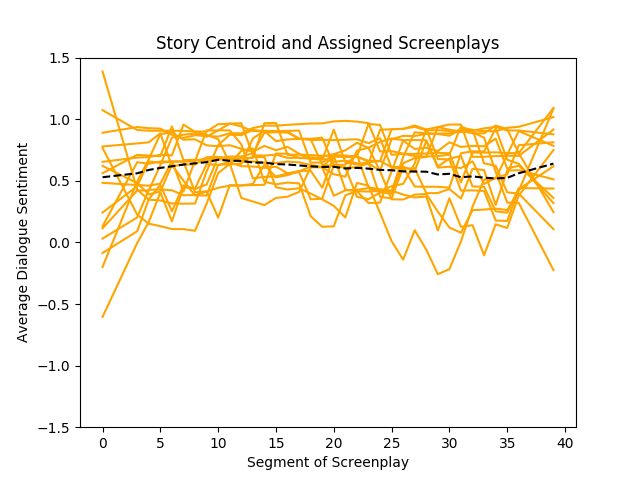 Story Centroid and Assigned Screenplays
1.5
1.0
0.5
0.0
−0.5
−1.0
−1.5
Average Dialogue Sentiment
0 5 10 15 20 25 30 35 40
Segment of Screenplay